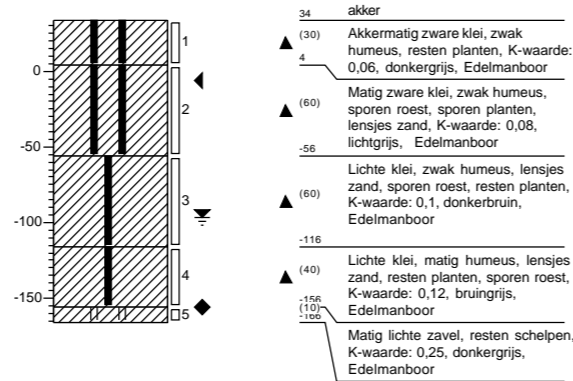 34 akker
(30) Akkermatig zware klei, zwak
humeus, resten planten, K-waarde:
4 0,06, donkergrijs, Edelmanboor
Matig zware klei, zwak humeus,
(60) sporen roest, sporen planten,
lensjes zand, K-waarde: 0,08,
lichtgrijs, Edelmanboor
-56
Lichte klei, zwak humeus, lensjes
zand, sporen roest, resten planten,
(60) K-waarde: 0,1, donkerbruin,
Edelmanboor
-116
Lichte klei, matig humeus, lensjes
(40) zand, resten planten, sporen roest,
K-waarde: 0,12, bruingrijs,
-156
(10) Edelmanboor
-166
Matig lichte zavel, resten schelpen,
K-waarde: 0,25, donkergrijs,
Edelmanboor
0
-50
-100
-150
1
2
3
4
5